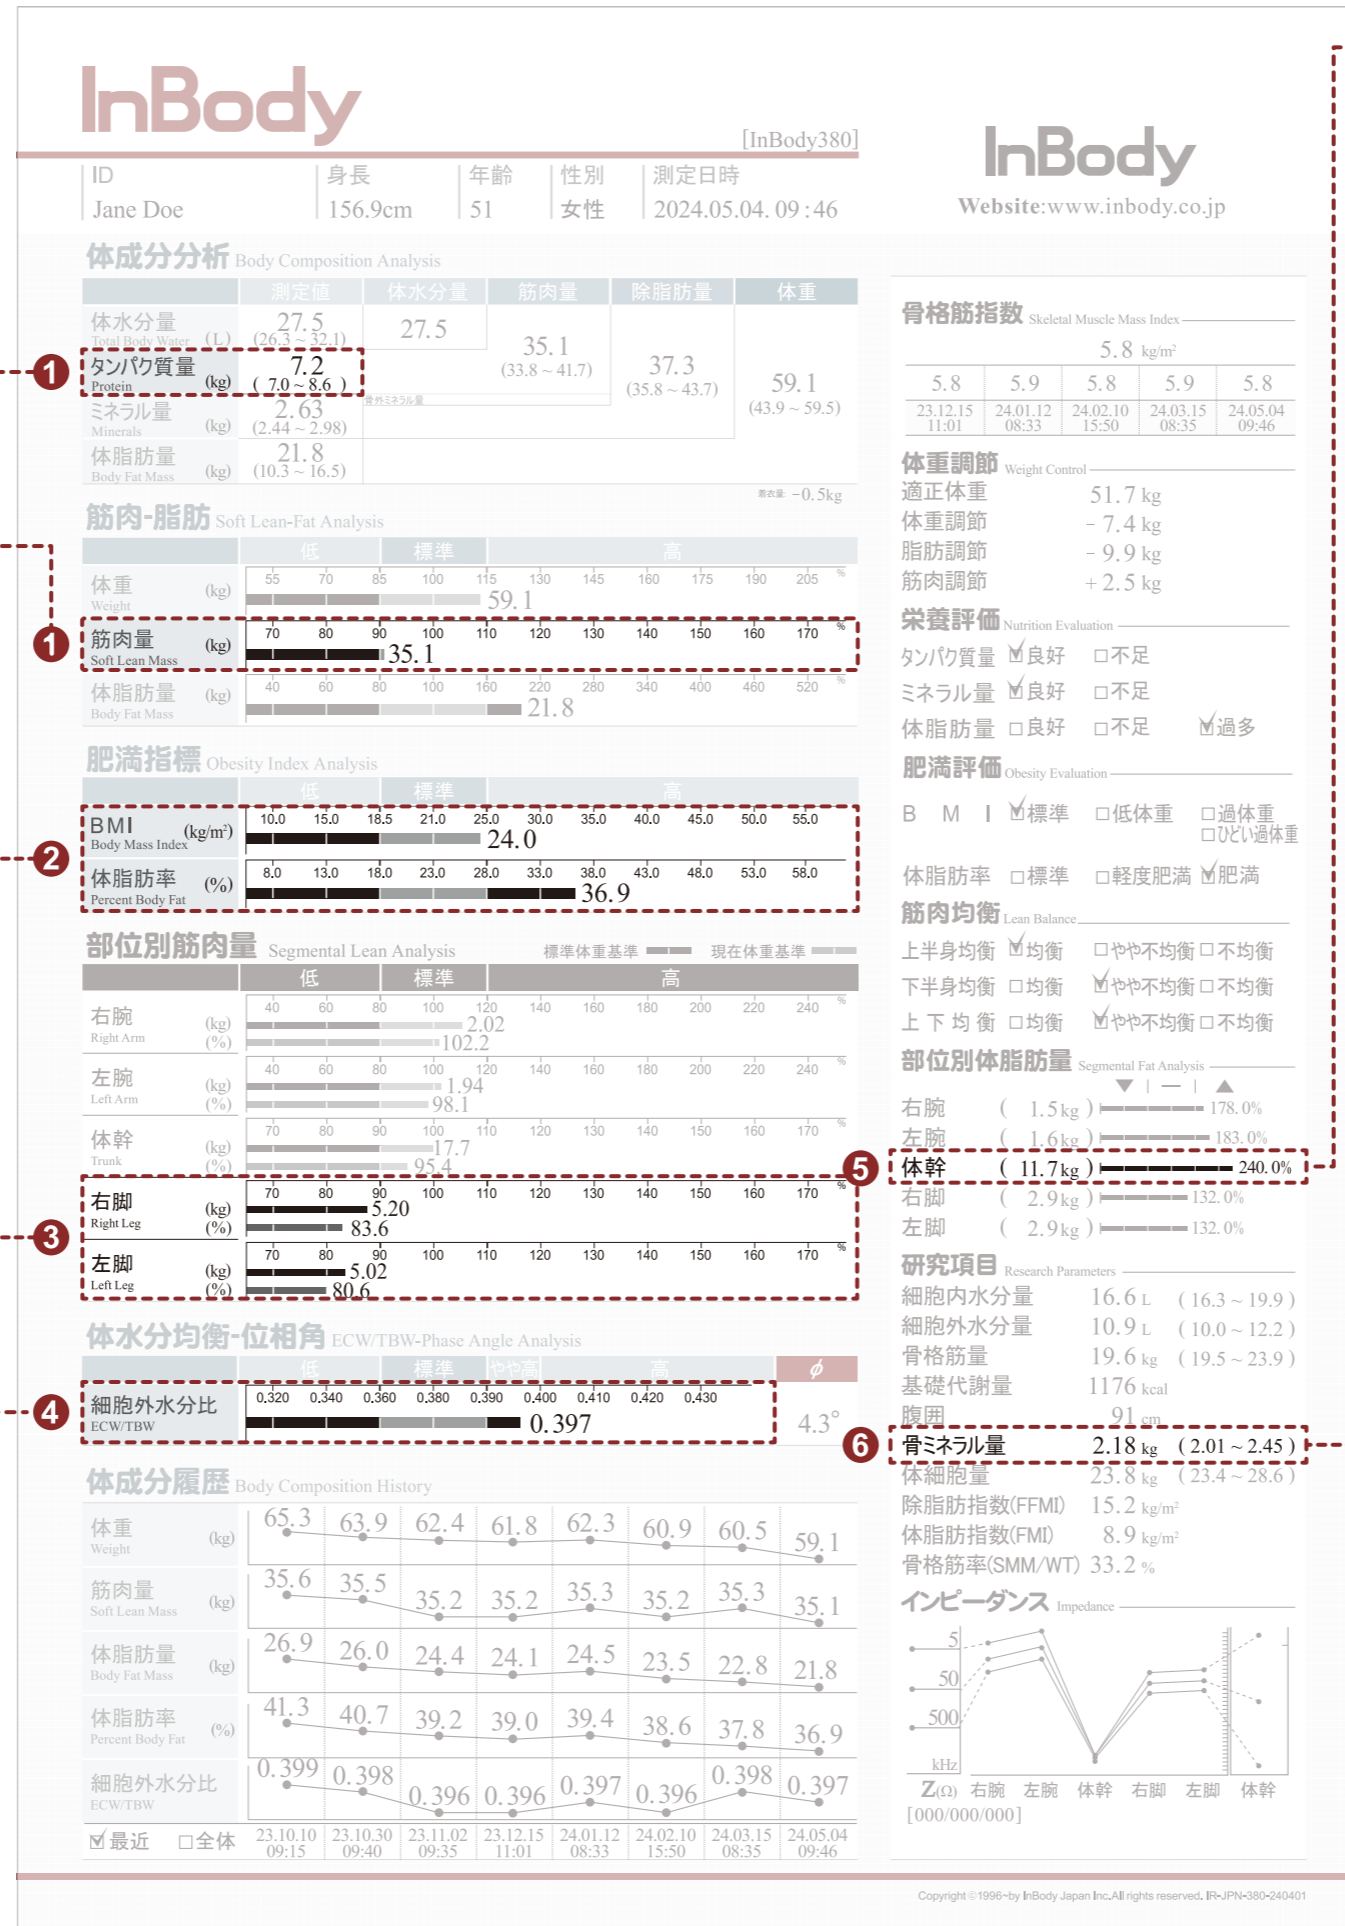 InBody
[InBody380]
ID 身長 年齢 性別 測定日時
Jane Doe 156.9cm 51 女性 2024.05.04. 09:46
体成分分析 Body Composition Analysis
測定値 体水分量 筋肉量 除脂肪量 体重
体水分量 Total Body Water (L) 27.5 (26.3 ~ 32.1) 27.5 35.1 (33.8 ~ 41.7) 37.3 (35.8 ~ 43.7) 59.1 (43.9 ~ 59.5)
1 タンパク質量 Protein (kg) 7.2 ( 7.0 ~ 8.6 )
ミネラル量 Minerals (kg) 2.63 (2.44 ~ 2.98) 骨外ミネラル量
体脂肪量 Body Fat Mass (kg) 21.8 (10.3 ~ 16.5)
着衣量: -0.5kg
筋肉-脂肪 Soft Lean-Fat Analysis
低 標準 高
体重 Weight (kg) 55 70 85 100 115 130 145 160 175 190 205 %
59.1
1 筋肉量 Soft Lean Mass (kg) 70 80 90 100 110 120 130 140 150 160 170 %
35.1
体脂肪量 Body Fat Mass (kg) 40 60 80 100 160 220 280 340 400 460 520 %
21.8
肥満指標 Obesity Index Analysis
低 標準 高
2 BMI Body Mass Index (kg/m²) 10.0 15.0 18.5 21.0 25.0 30.0 35.0 40.0 45.0 50.0 55.0
24.0
体脂肪率 Percent Body Fat (%) 8.0 13.0 18.0 23.0 28.0 33.0 38.0 43.0 48.0 53.0 58.0
36.9
部位別筋肉量 Segmental Lean Analysis 標準体重基準 現在体重基準
低 標準 高
右腕 Right Arm (kg) (%) 40 60 80 100 120 140 160 180 200 220 240 %
2.02
102.2
左腕 Left Arm (kg) (%) 40 60 80 100 120 140 160 180 200 220 240 %
1.94
98.1
体幹 Trunk (kg) (%) 70 80 90 100 110 120 130 140 150 160 170 %
17.7
95.4
3 右脚 Right Leg (kg) (%) 70 80 90 100 110 120 130 140 150 160 170 %
5.20
83.6
左脚 Left Leg (kg) (%) 70 80 90 100 110 120 130 140 150 160 170 %
5.02
80.6
体水分均衡-位相角 ECW/TBW-Phase Angle Analysis
低 標準 やや高 高 ϕ
4 細胞外水分比 ECW/TBW 0.320 0.340 0.360 0.380 0.390 0.400 0.410 0.420 0.430
0.397 4.3°
体成分履歴 Body Composition History
体重 Weight (kg) 65.3 63.9 62.4 61.8 62.3 60.9 60.5 59.1
筋肉量 Soft Lean Mass (kg) 35.6 35.5 35.2 35.2 35.3 35.2 35.3 35.1
体脂肪量 Body Fat Mass (kg) 26.9 26.0 24.4 24.1 24.5 23.5 22.8 21.8
体脂肪率 Percent Body Fat (%) 41.3 40.7 39.2 39.0 39.4 38.6 37.8 36.9
細胞外水分比 ECW/TBW 0.399 0.398 0.396 0.396 0.397 0.396 0.398 0.397
最近 全体 23.10.10 23.10.30 23.11.02 23.12.15 24.01.12 24.02.10 24.03.15 24.05.04
09:15 09:40 09:35 11:01 08:33 15:50 08:35 09:46
InBody
Website:www.inbody.co.jp
骨格筋指数 Skeletal Muscle Mass Index
5.8 kg/m²
5.8 5.9 5.8 5.9 5.8
23.12.15 24.01.12 24.02.10 24.03.15 24.05.04
11:01 08:33 15:50 08:35 09:46
体重調節 Weight Control
適正体重 51.7 kg
体重調節 - 7.4 kg
脂肪調節 - 9.9 kg
筋肉調節 + 2.5 kg
栄養評価 Nutrition Evaluation
タンパク質量 良好 不足
ミネラル量 良好 不足
体脂肪量 良好 不足 過多
肥満評価 Obesity Evaluation
BMI 標準 低体重 過体重
ひどい過体重
体脂肪率 標準 軽度肥満 肥満
筋肉均衡 Lean Balance
上半身均衡 均衡 やや不均衡 不均衡
下半身均衡 均衡 やや不均衡 不均衡
上下均衡 均衡 やや不均衡 不均衡
部位別体脂肪量 Segmental Fat Analysis
右腕 ( 1.5kg ) 178.0%
左腕 ( 1.6kg ) 183.0%
5 体幹 ( 11.7kg ) 240.0%
右脚 ( 2.9kg ) 132.0%
左脚 ( 2.9kg ) 132.0%
研究項目 Research Parameters
細胞内水分量 16.6 L ( 16.3 ~ 19.9 )
細胞外水分量 10.9 L ( 10.0 ~ 12.2 )
骨格筋量 19.6 kg ( 19.5 ~ 23.9 )
基礎代謝量 1176 kcal
腹囲 91 cm
6 骨ミネラル量 2.18 kg ( 2.01 ~ 2.45 )
体細胞量 23.8 kg ( 23.4 ~ 28.6 )
除脂肪指数(FFMI) 15.2 kg/m²
体脂肪指数(FMI) 8.9 kg/m²
骨格筋率(SMM/WT) 33.2 %
インピーダンス Impedance
5
50
500
kHz
Z(Ω) 右腕 左腕 体幹 右脚 左脚 体幹
[000/000/000]
Copyright ©1996~by InBody Japan Inc.All rights reserved. IR-JPN-380-240401